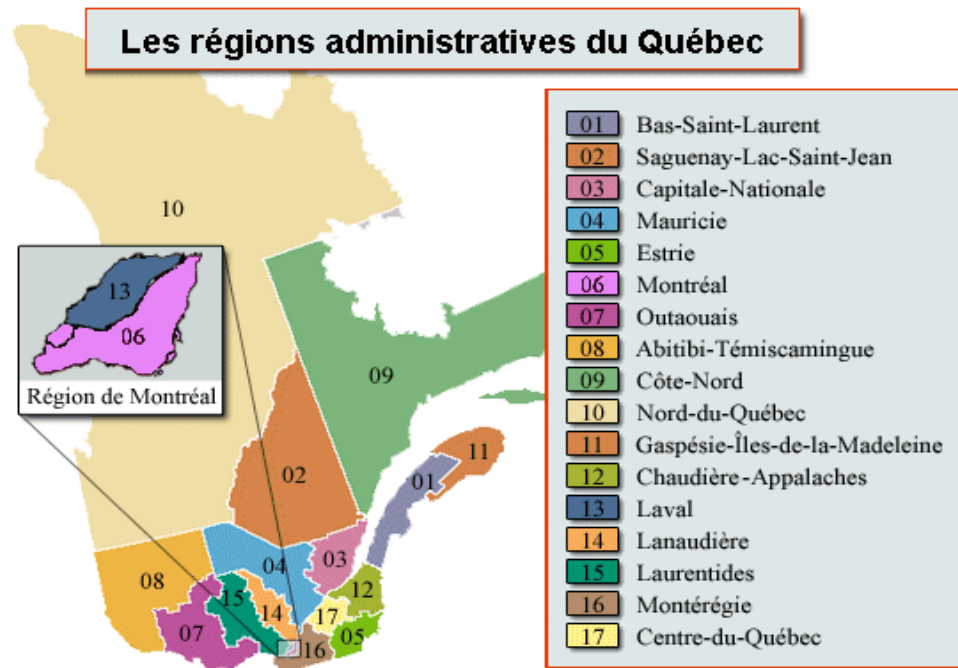 Les régions administratives du Québec
01 Bas-Saint-Laurent
02 Saguenay-Lac-Saint-Jean
03 Capitale-Nationale
04 Mauricie
05 Estrie
06 Montréal
07 Outaouais
08 Abitibi-Témiscamingue
09 Côte-Nord
10 Nord-du-Québec
11 Gaspésie-Îles-de-la-Madeleine
12 Chaudière-Appalaches
13 Laval
14 Lanaudière
15 Laurentides
16 Montérégie
17 Centre-du-Québec
10
13
06
Région de Montréal
09
11
02
01
03
04
08
12
15
14
17
07
05
16